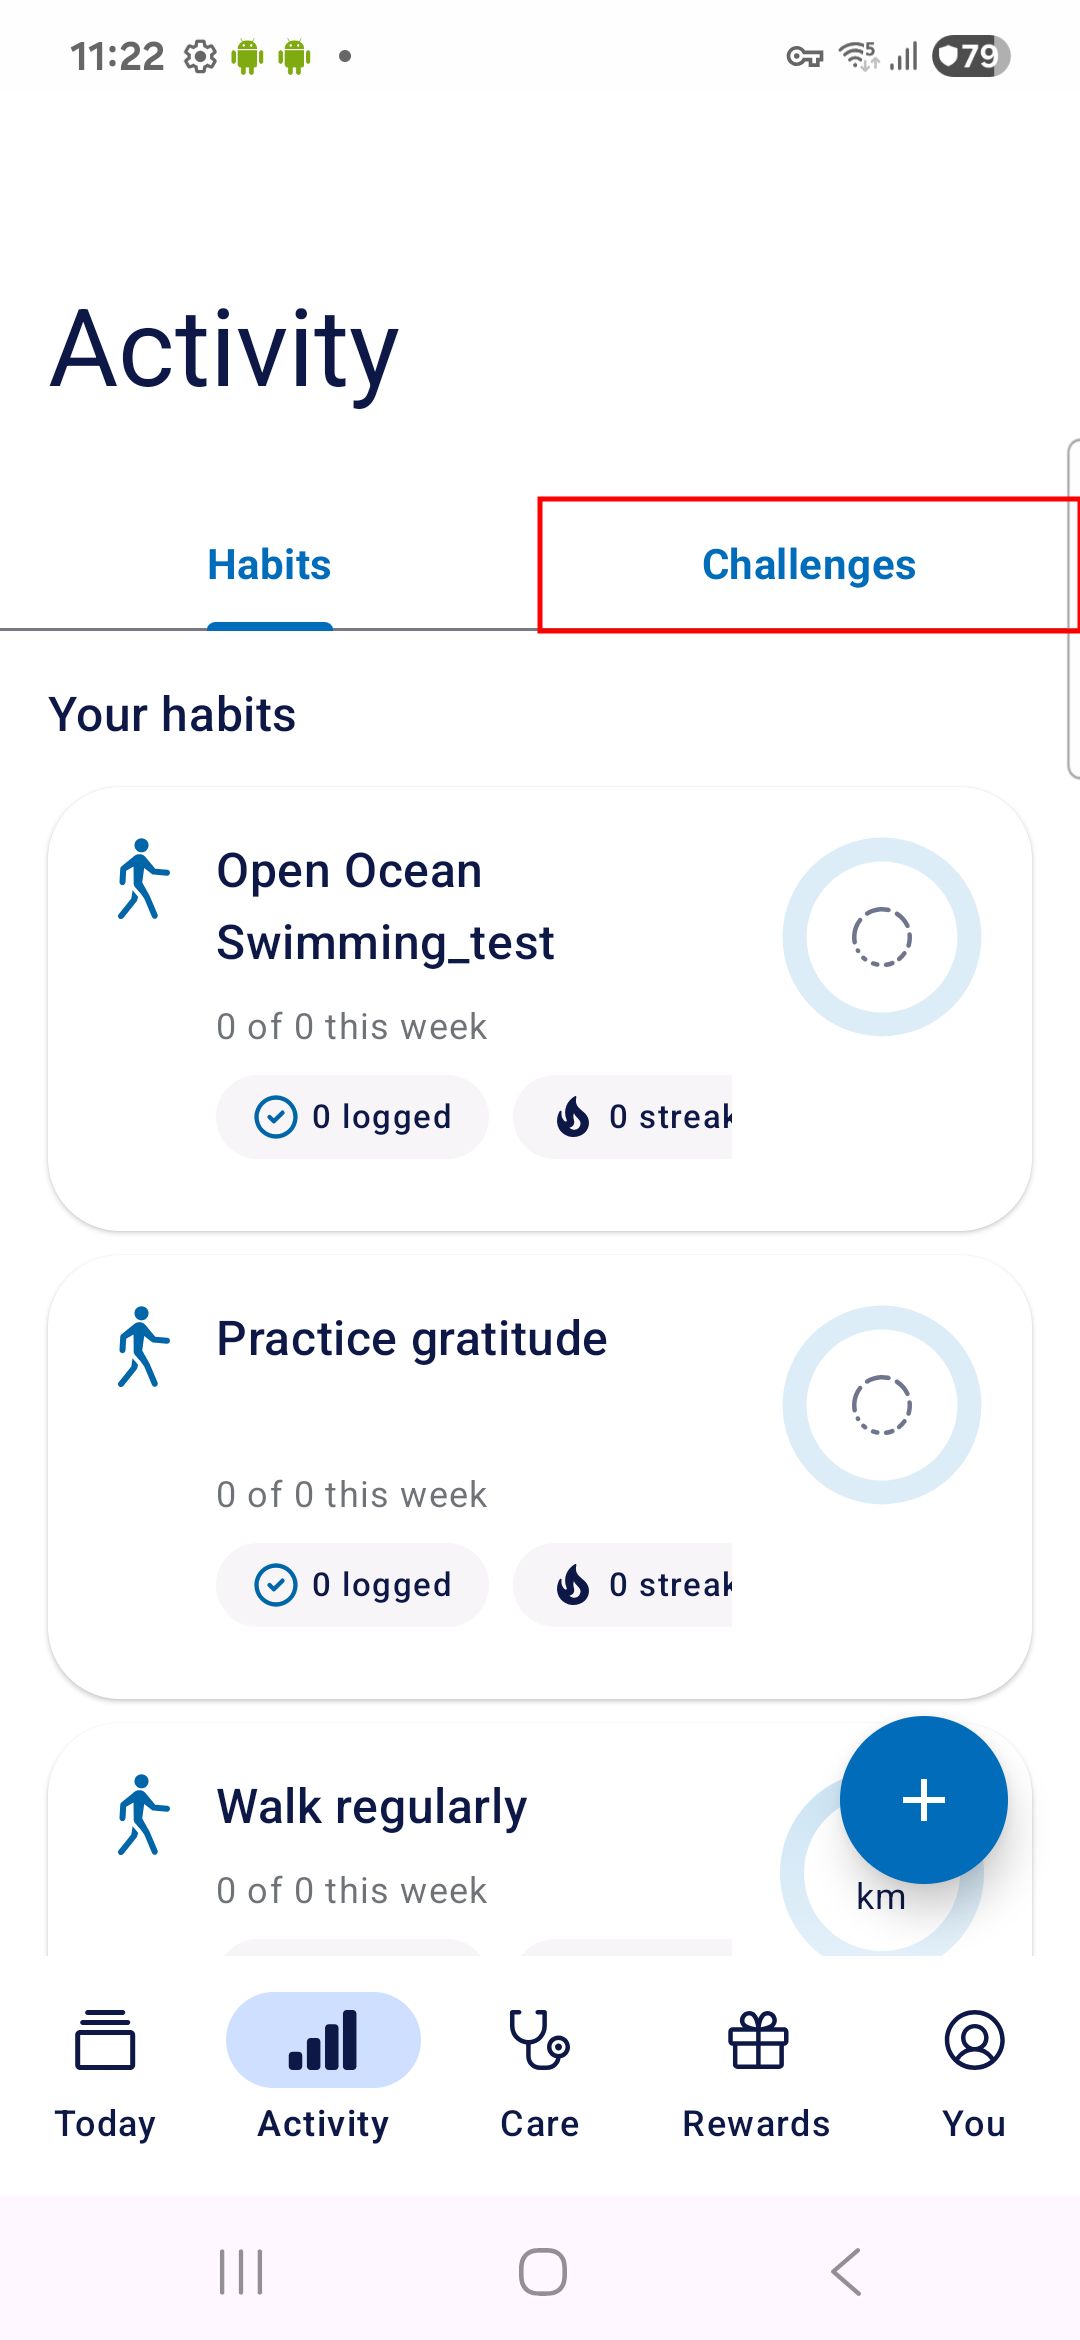 11:22
5
79
Activity
Habits
Challenges
Your habits
Open Ocean
Swimming_test
0 of 0 this week
0 logged
0 streak
Practice gratitude
0 of 0 this week
0 logged
0 streak
Walk regularly
0 of 0 this week
km
Today
Activity
Care
Rewards
You